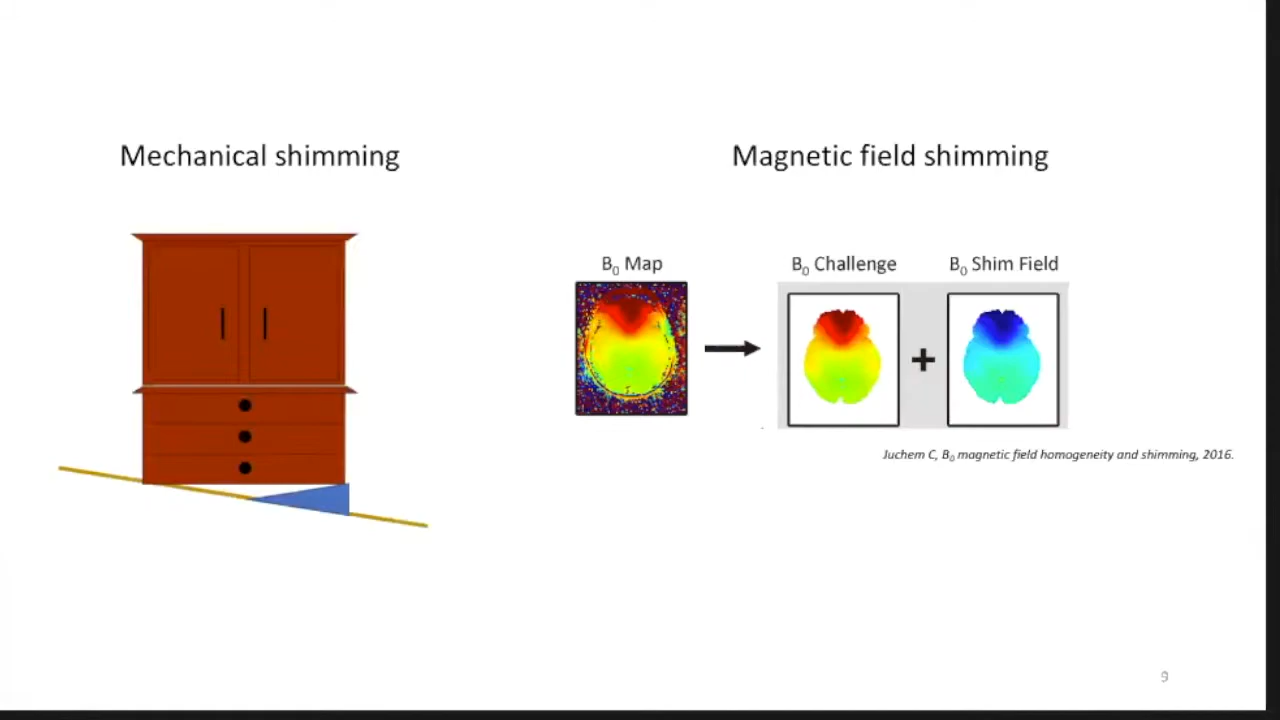 Mechanical shimming
Magnetic field shimming
B₀ Map
B₀ Challenge
B₀ Shim Field
+
Juchem C, B₀ magnetic field homogeneity and shimming, 2016.
9